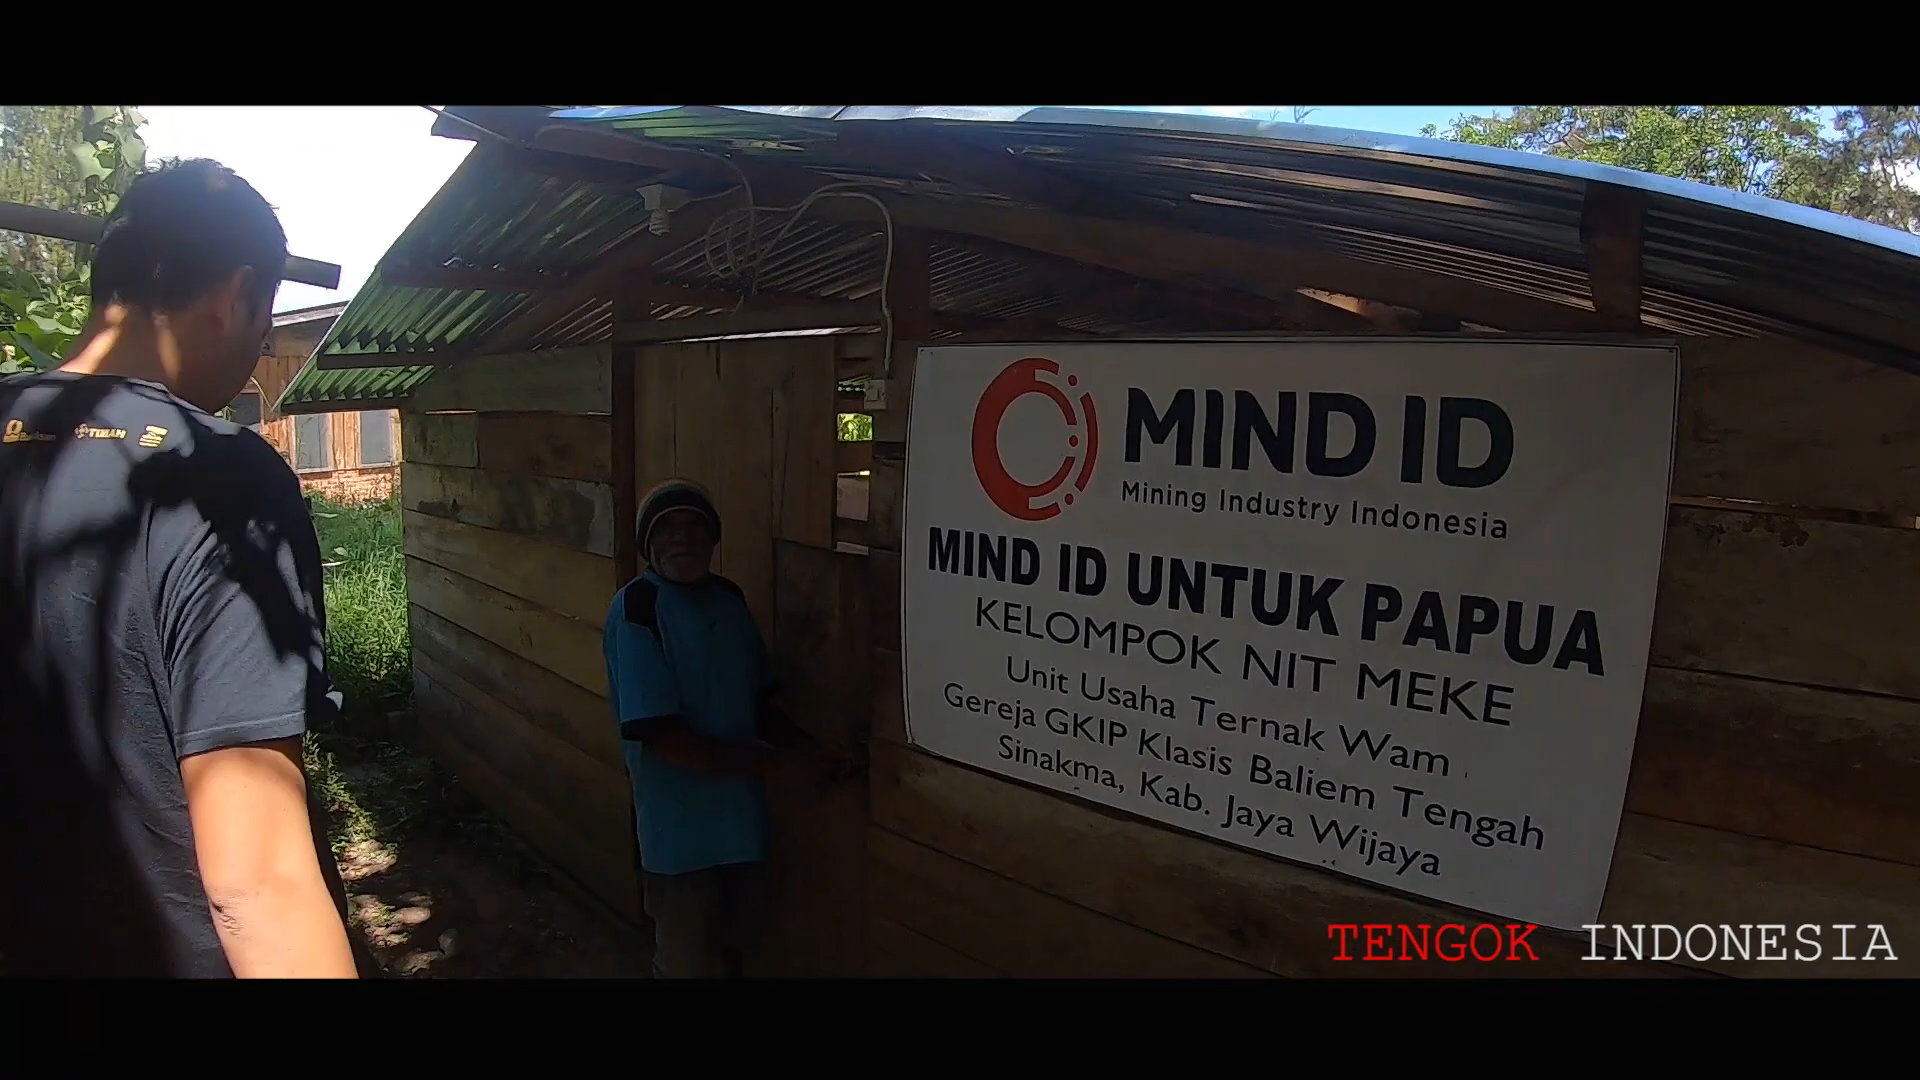 TIMAH
MIND ID
Mining Industry Indonesia
MIND ID UNTUK PAPUA
KELOMPOK NIT MEKE
Unit Usaha Ternak Wam
Gereja GKIP Klasis Baliem Tengah
Sinakma, Kab. Jaya Wijaya
TENGOK INDONESIA